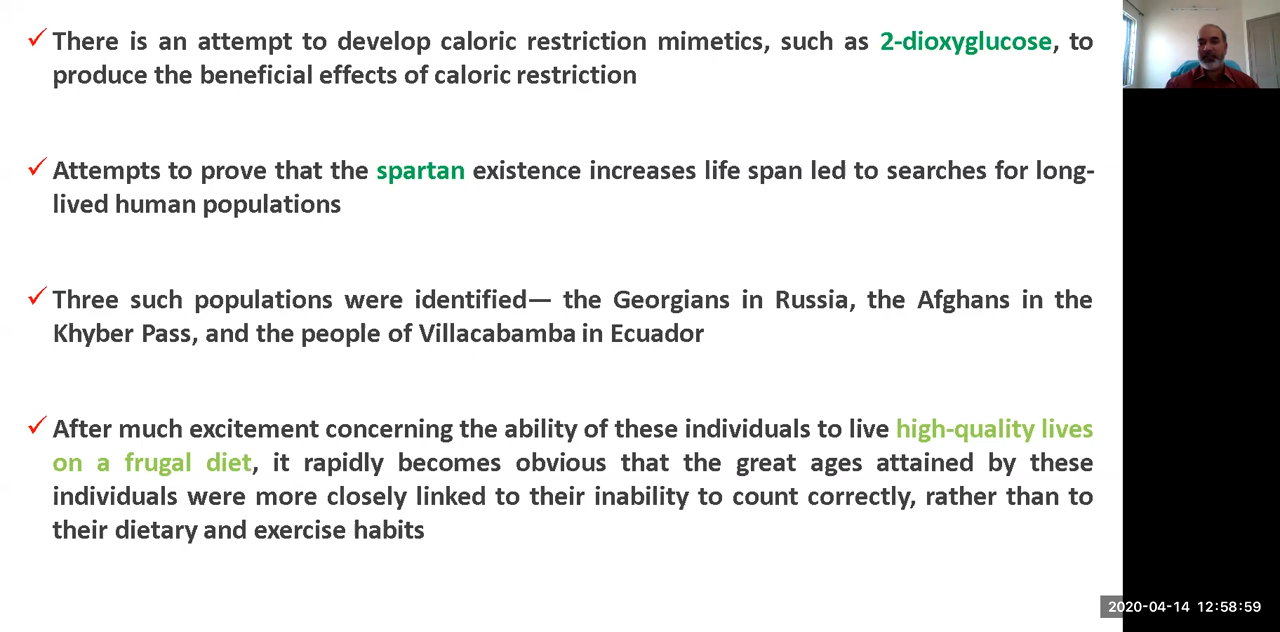 ✓ There is an attempt to develop caloric restriction mimetics, such as 2-dioxyglucose, to
produce the beneficial effects of caloric restriction
✓ Attempts to prove that the spartan existence increases life span led to searches for long-
lived human populations
✓ Three such populations were identified— the Georgians in Russia, the Afghans in the
Khyber Pass, and the people of Villacabamba in Ecuador
✓ After much excitement concerning the ability of these individuals to live high-quality lives
on a frugal diet, it rapidly becomes obvious that the great ages attained by these
individuals were more closely linked to their inability to count correctly, rather than to
their dietary and exercise habits
2020-04-14 12:58:59